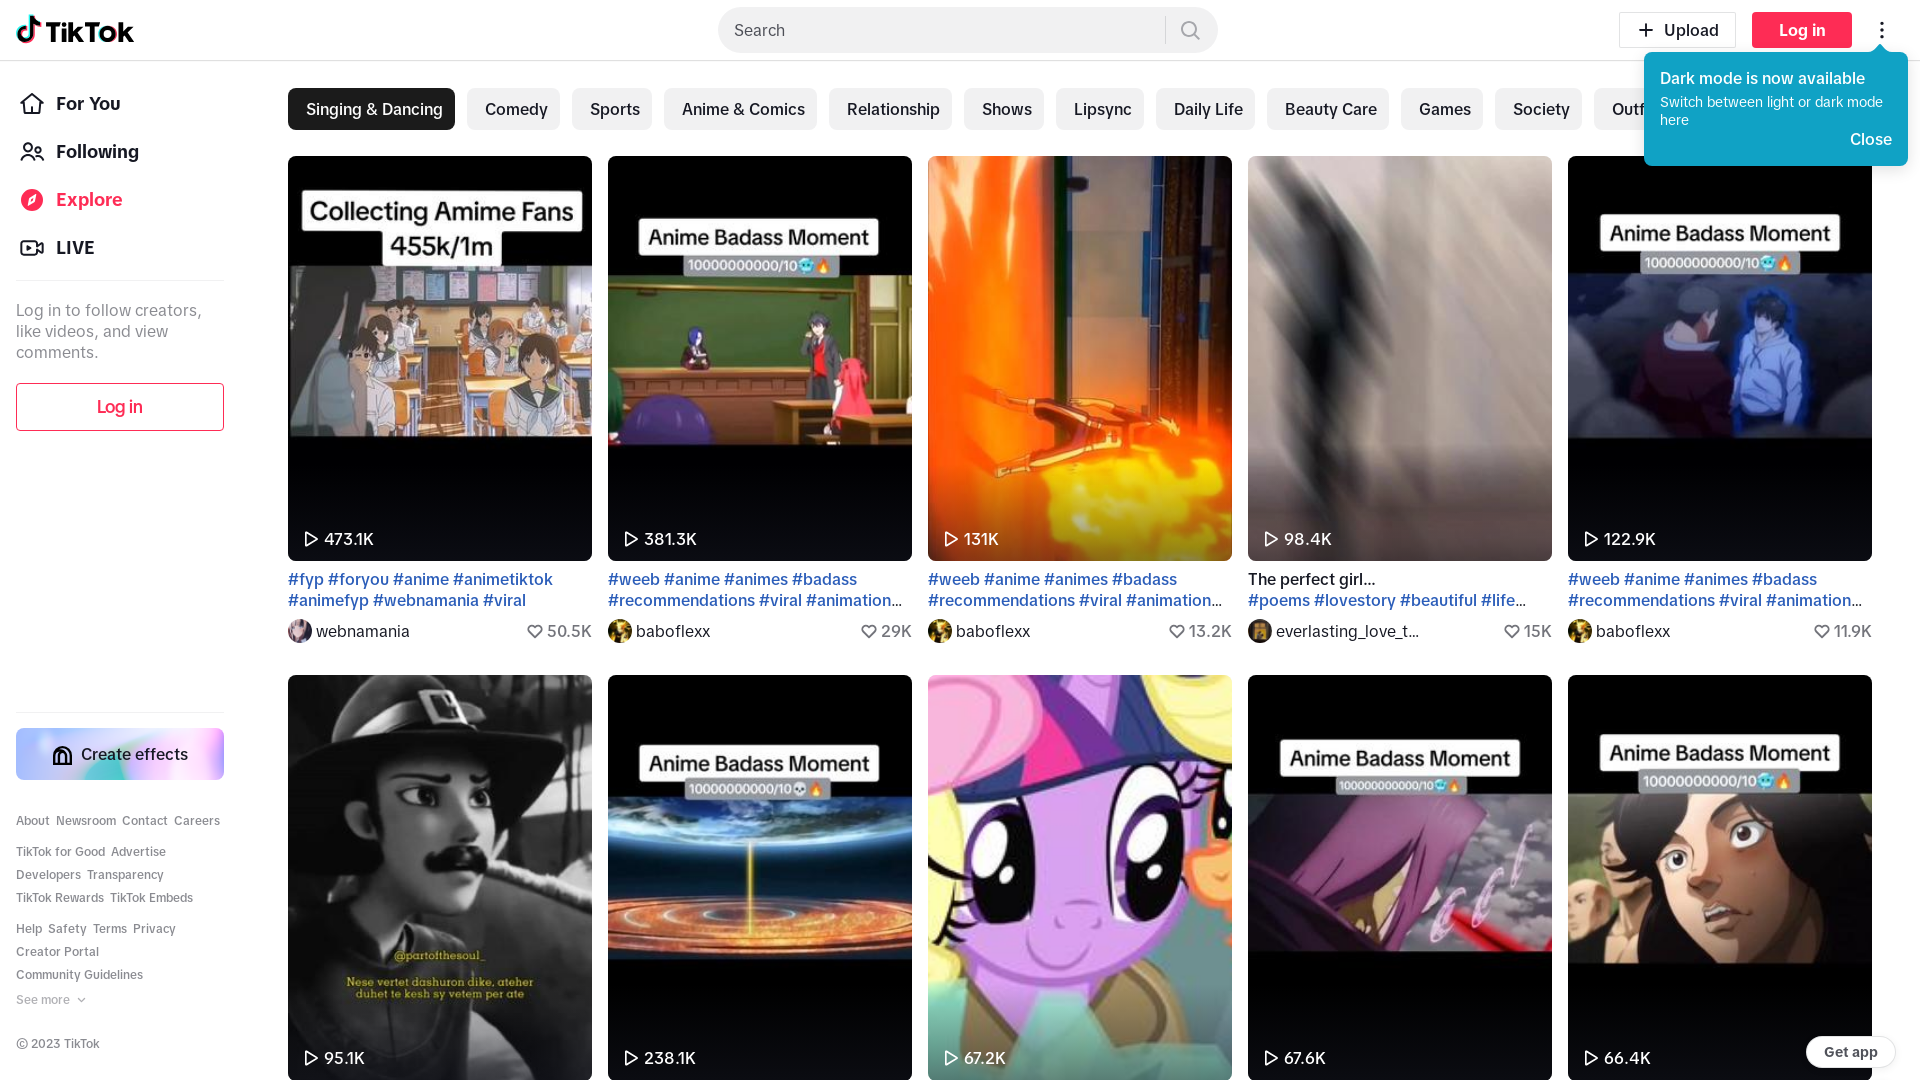 TikTok
Search
Upload
Log in
Dark mode is now available
Switch between light or dark mode
here
Close
For You
Following
Explore
LIVE
Log in to follow creators,
like videos, and view
comments.
Log in
Create effects
About Newsroom Contact Careers
TikTok for Good Advertise
Developers Transparency
TikTok Rewards TikTok Embeds
Help Safety Terms Privacy
Creator Portal
Community Guidelines
See more
© 2023 TikTok
Singing & Dancing Comedy Sports Anime & Comics Relationship Shows Lipsync Daily Life Beauty Care Games Society Outf
Collecting Amime Fans
455k/1m
473.1K
#fyp #foryou #anime #animetiktok
#animefyp #webnamania #viral
webnamania 50.5K
Anime Badass Moment
10000000000/10🥶🔥
381.3K
#weeb #anime #animes #badass
#recommendations #viral #animation...
baboflexx 29K
131K
#weeb #anime #animes #badass
#recommendations #viral #animation...
baboflexx 13.2K
98.4K
The perfect girl...
#poems #lovestory #beautiful #life...
everlasting_love_t... 15K
Anime Badass Moment
100000000000/10🥶🔥
122.9K
#weeb #anime #animes #badass
#recommendations #viral #animation...
baboflexx 11.9K
@partofthesoul_
Nese vertet dashuron dike, ateher
duhet te kesh sy vetem per ate
95.1K
Anime Badass Moment
10000000000/10💀🔥
238.1K
67.2K
Anime Badass Moment
100000000000/10🥶🔥
67.6K
Anime Badass Moment
10000000000/10🥶🔥
66.4K
Get app